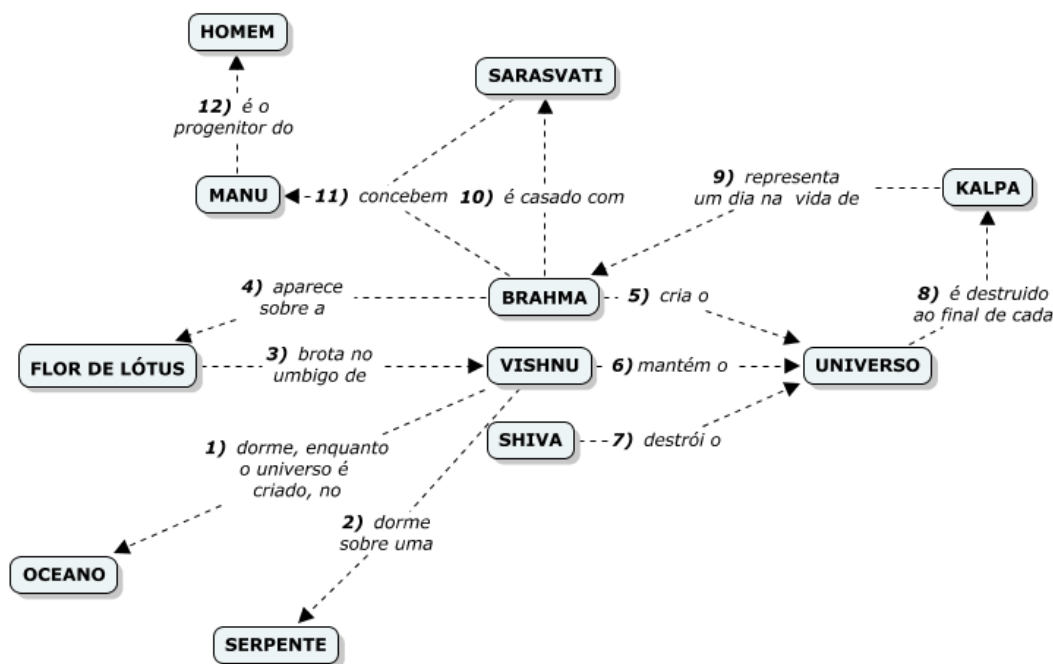 HOMEM
SARASVATI
12) é o
progenitor do
MANU
11) concebem
10) é casado com
9) representa
um dia na vida de
KALPA
4) aparece
sobre a
BRAHMA
5) cria o
8) é destruido
ao final de cada
FLOR DE LÓTUS
3) brota no
umbigo de
VISHNU
6) mantém o
UNIVERSO
1) dorme, enquanto
o universo é
criado, no
SHIVA
7) destrói o
2) dorme
sobre uma
OCEANO
SERPENTE